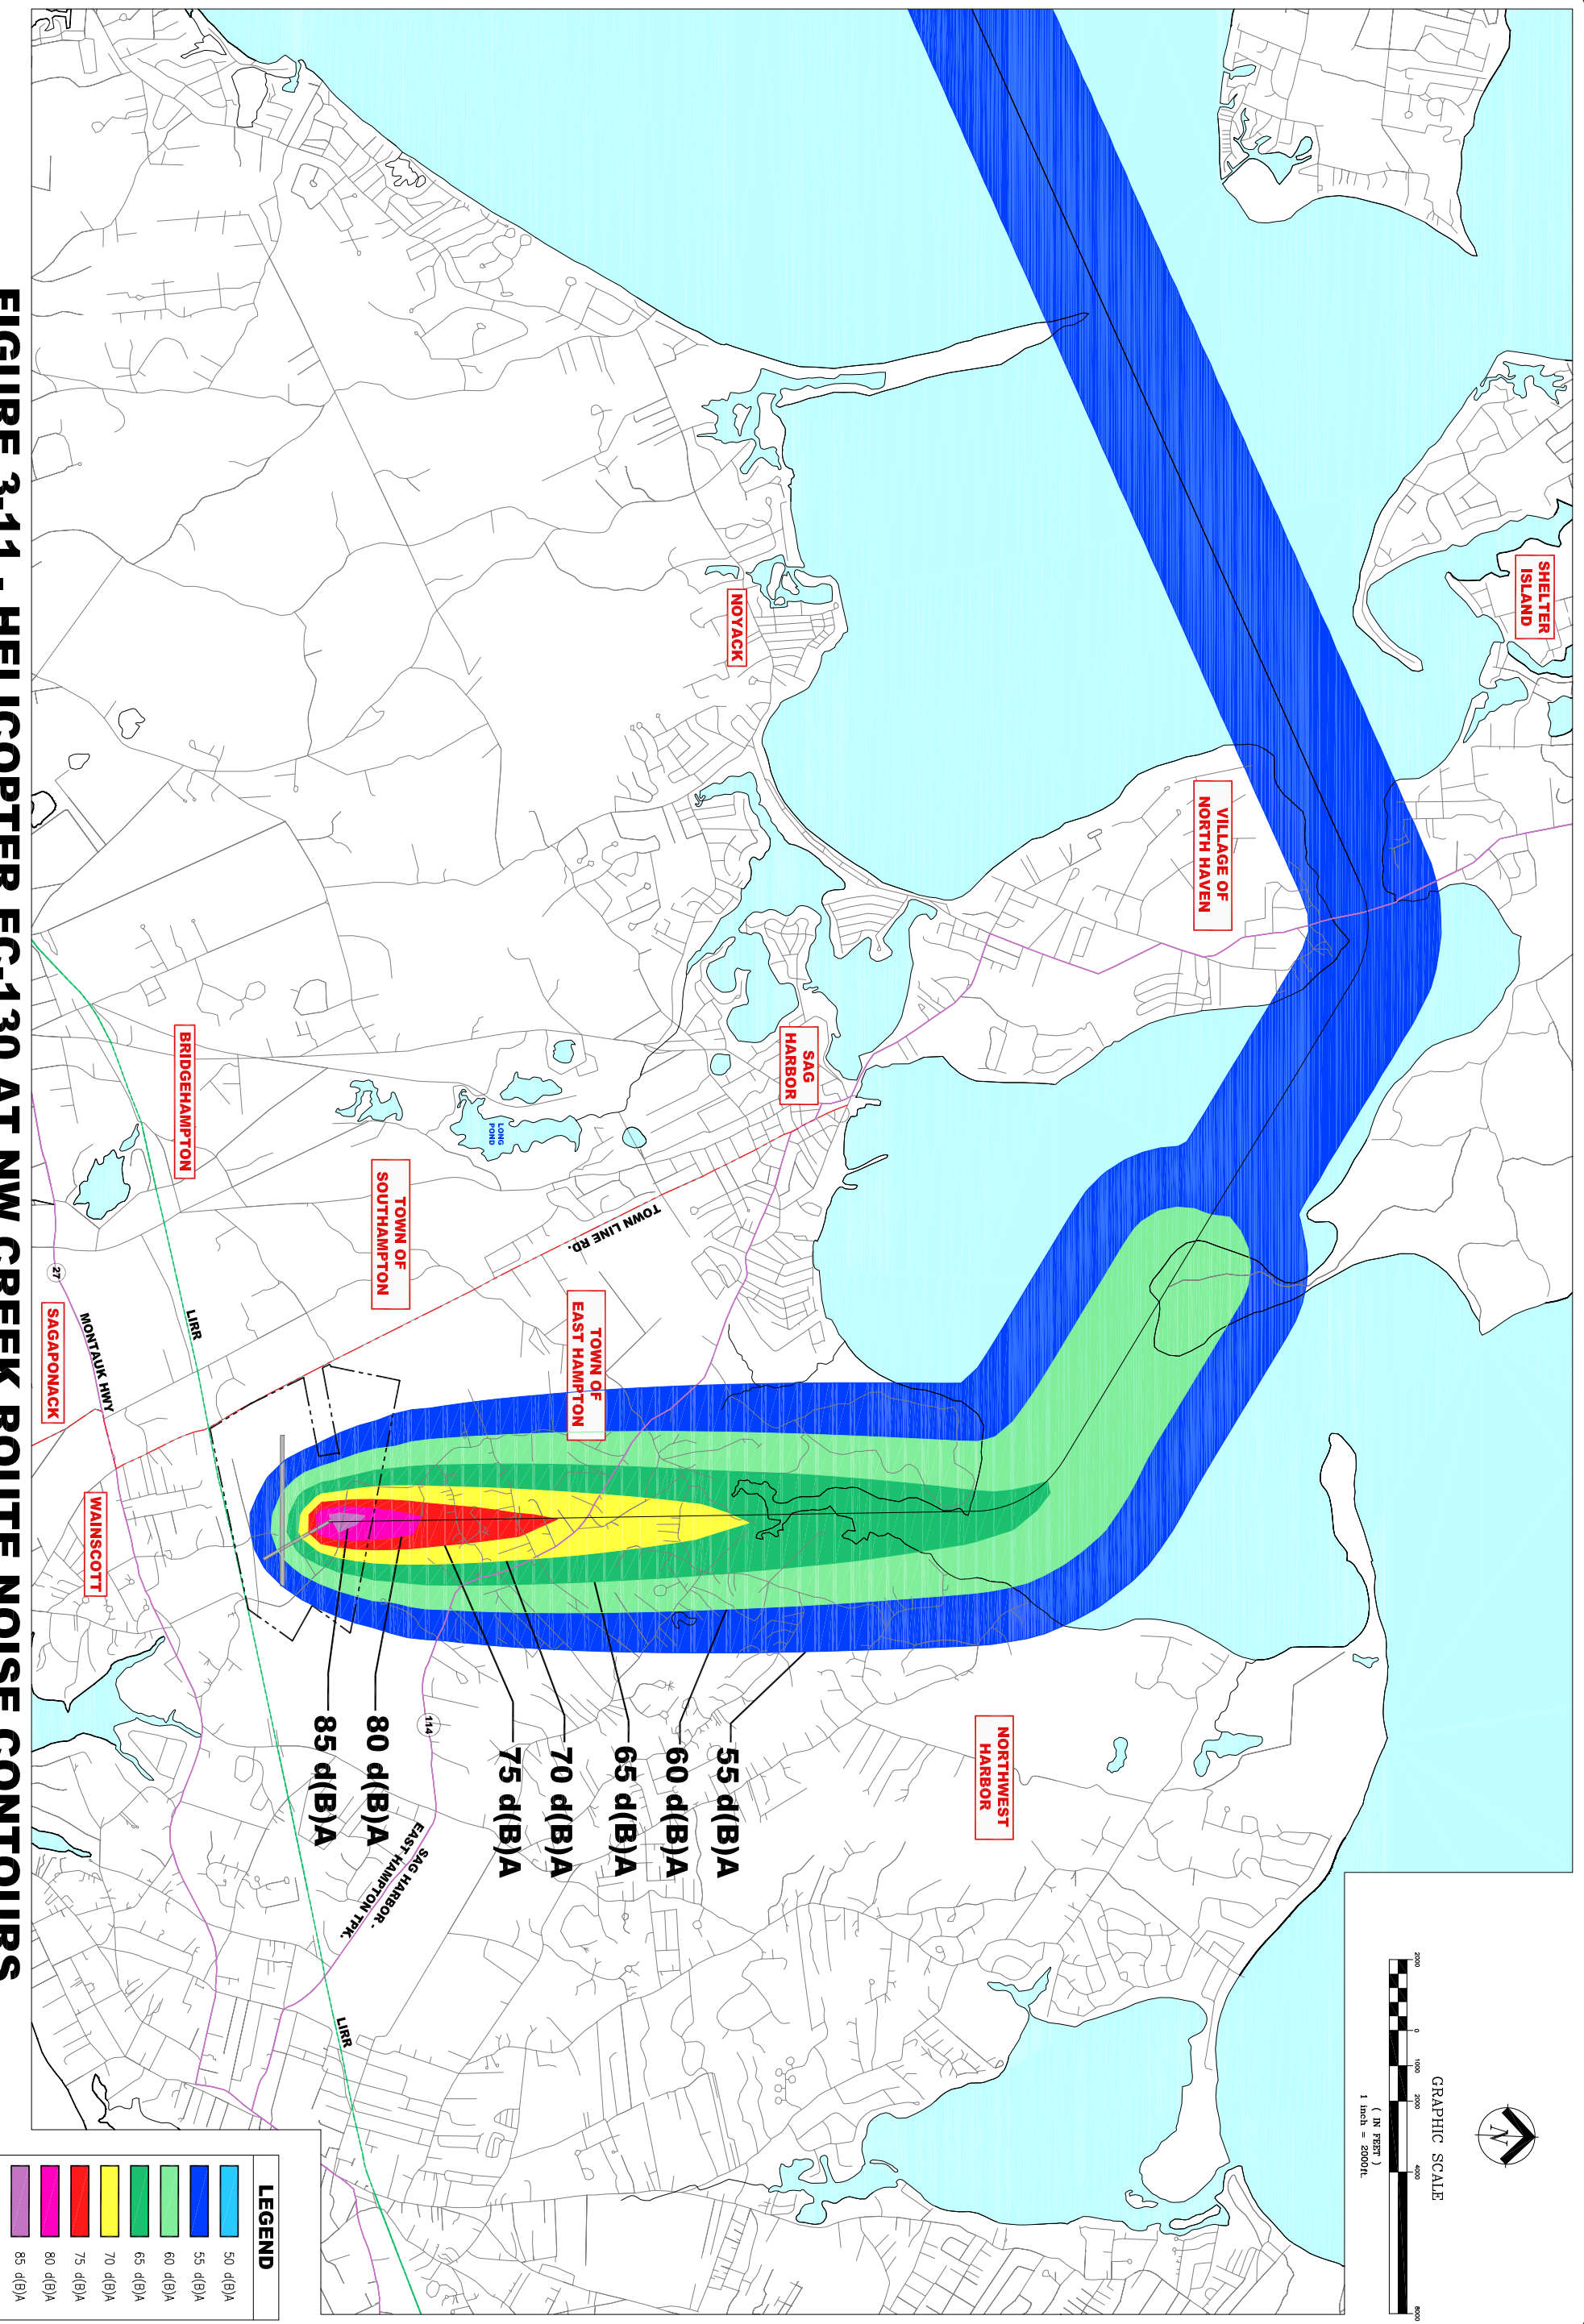 SHELTER
ISLAND
NOYACK
VILLAGE OF
NORTH HAVEN
SAG
HARBOR
BRIDGEHAMPTON
LONG
POND
TOWN OF
SOUTHAMPTON
TOWN LINE RD.
TOWN OF
EAST HAMPTON
27
SAGAPONACK
MONTAUK HWY
LIRR
WAINSCOTT
NORTHWEST
HARBOR
55 d(B)A
60 d(B)A
65 d(B)A
70 d(B)A
75 d(B)A
80 d(B)A
85 d(B)A
114
SAG HARBOR -
EAST HAMPTON TPK.
LIRR
N
GRAPHIC SCALE
2000
0
1000
2000
4000
8000
( IN FEET )
1 inch = 2000ft.
LEGEND
50 d(B)A
55 d(B)A
60 d(B)A
65 d(B)A
70 d(B)A
75 d(B)A
80 d(B)A
85 d(B)A
FIGURE 3-11 - HELICOPTER EC-130 AT NW CREEK ROUTE NOISE CONTOURS